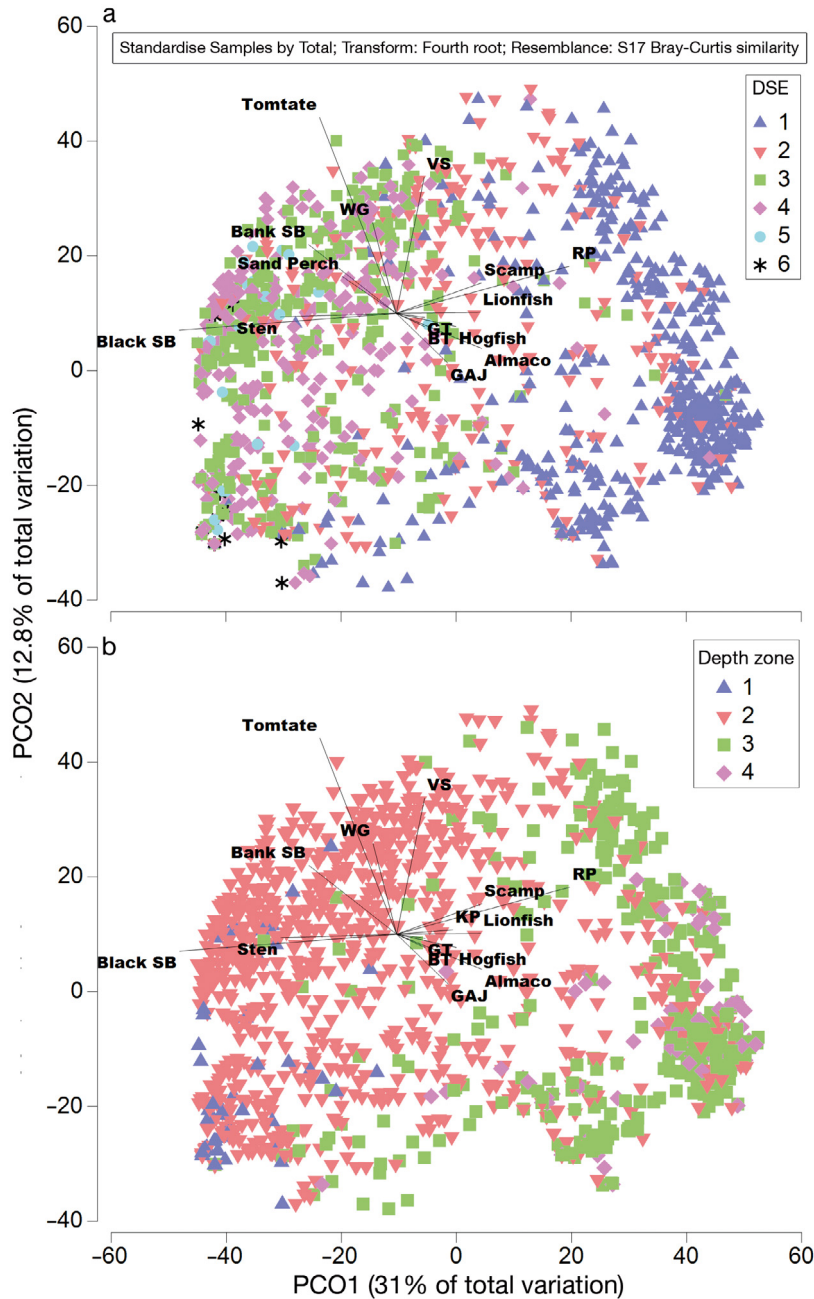 a
60
Standardise Samples by Total; Transform: Fourth root; Resemblance: S17 Bray-Curtis similarity
DSE
1
2
3
4
5
6
Tomtate
40
VS
WG
Bank SB
RP
20
Sand Perch
Scamp
Lionfish
Black SB
Sten
GT
BT Hogfish
Almaco
GAJ
0
–20
–40
PCO2 (12.8% of total variation)
b
60
Depth zone
1
2
3
4
Tomtate
40
VS
WG
Bank SB
RP
20
Scamp
KP Lionfish
Black SB
Sten
GT
BT Hogfish
Almaco
GAJ
0
–20
–40
–60 –40 –20 0 20 40 60
PCO1 (31% of total variation)